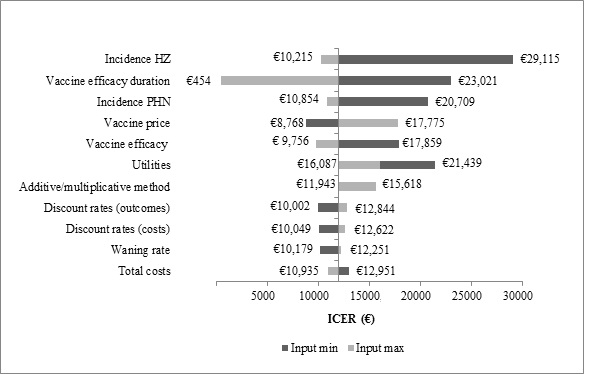 Incidence HZ €10,215 €29,115
Vaccine efficacy duration €454 €23,021
Incidence PHN €10,854 €20,709
Vaccine price €8,768 €17,775
Vaccine efficacy € 9,756 €17,859
Utilities €16,087 €21,439
Additive/multiplicative method €11,943 €15,618
Discount rates (outcomes) €10,002 €12,844
Discount rates (costs) €10,049 €12,622
Waning rate €10,179 €12,251
Total costs €10,935 €12,951
5000 10000 15000 20000 25000 30000
ICER (€)
Input min Input max